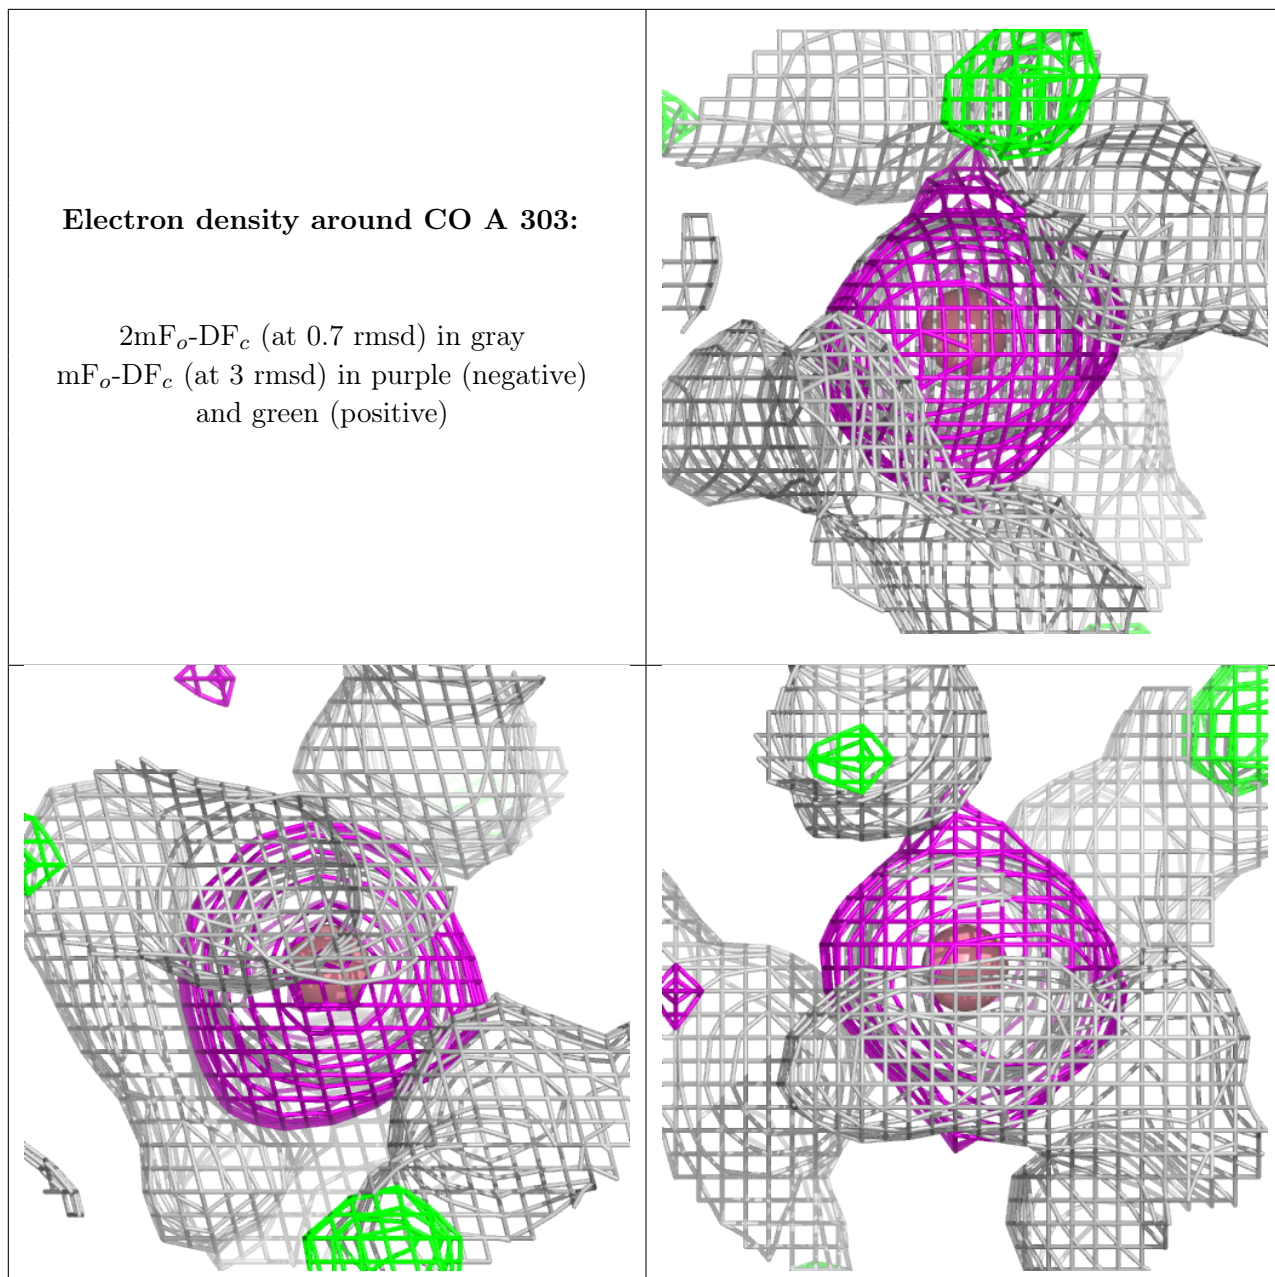 Electron density around CO A 303:
2mFo-DFc (at 0.7 rmsd) in gray
mFo-DFc (at 3 rmsd) in purple (negative)
and green (positive)